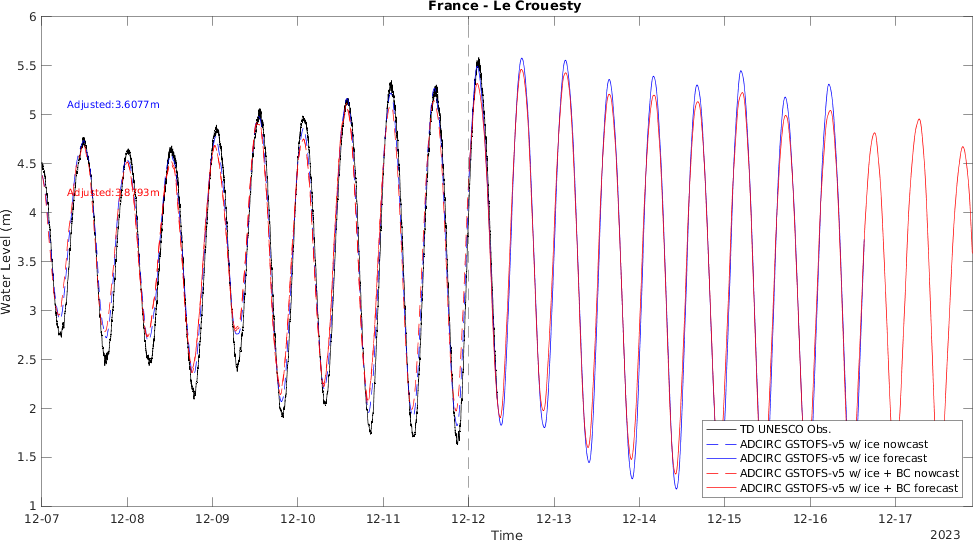 France - Le Crouesty
6
5.5
5
4.5
4
3.5
3
2.5
2
1.5
1
Water Level (m)
Adjusted:3.6077m
Adjusted:3.8793m
TD UNESCO Obs.
ADCIRC GSTOFS-v5 w/ ice nowcast
ADCIRC GSTOFS-v5 w/ ice forecast
ADCIRC GSTOFS-v5 w/ ice + BC nowcast
ADCIRC GSTOFS-v5 w/ ice + BC forecast
12-07 12-08 12-09 12-10 12-11 12-12 12-13 12-14 12-15 12-16 12-17
Time
2023